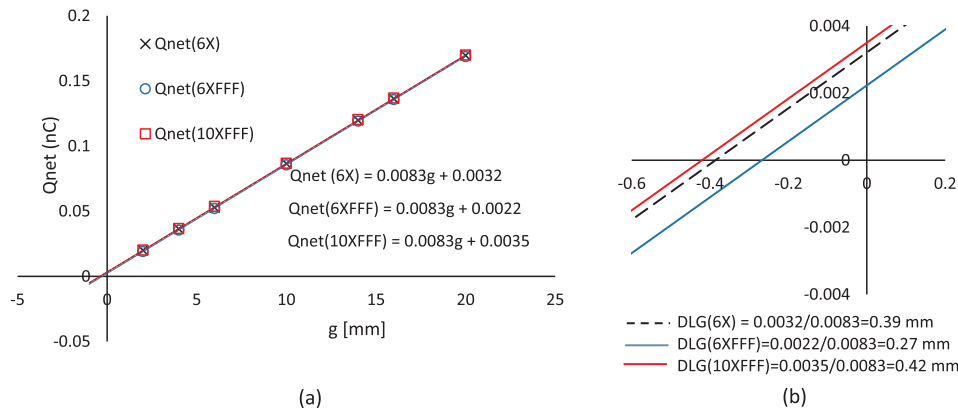 0.2
0.15
0.1
0.05
0
-0.05
-5
0
5
10
15
20
25
Qnet (nC)
g [mm]
Qnet(6X)
Qnet(6XFFF)
Qnet(10XFFF)
Qnet (6X) = 0.0083g + 0.0032
Qnet(6XFFF) = 0.0083g + 0.0022
Qnet(10XFFF) = 0.0083g + 0.0035
(a)
0.004
0.002
0
-0.002
-0.004
-0.6
-0.4
-0.2
0
0.2
DLG(6X) = 0.0032/0.0083=0.39 mm
DLG(6XFFF)=0.0022/0.0083=0.27 mm
DLG(10XFFF)=0.0035/0.0083=0.42 mm
(b)